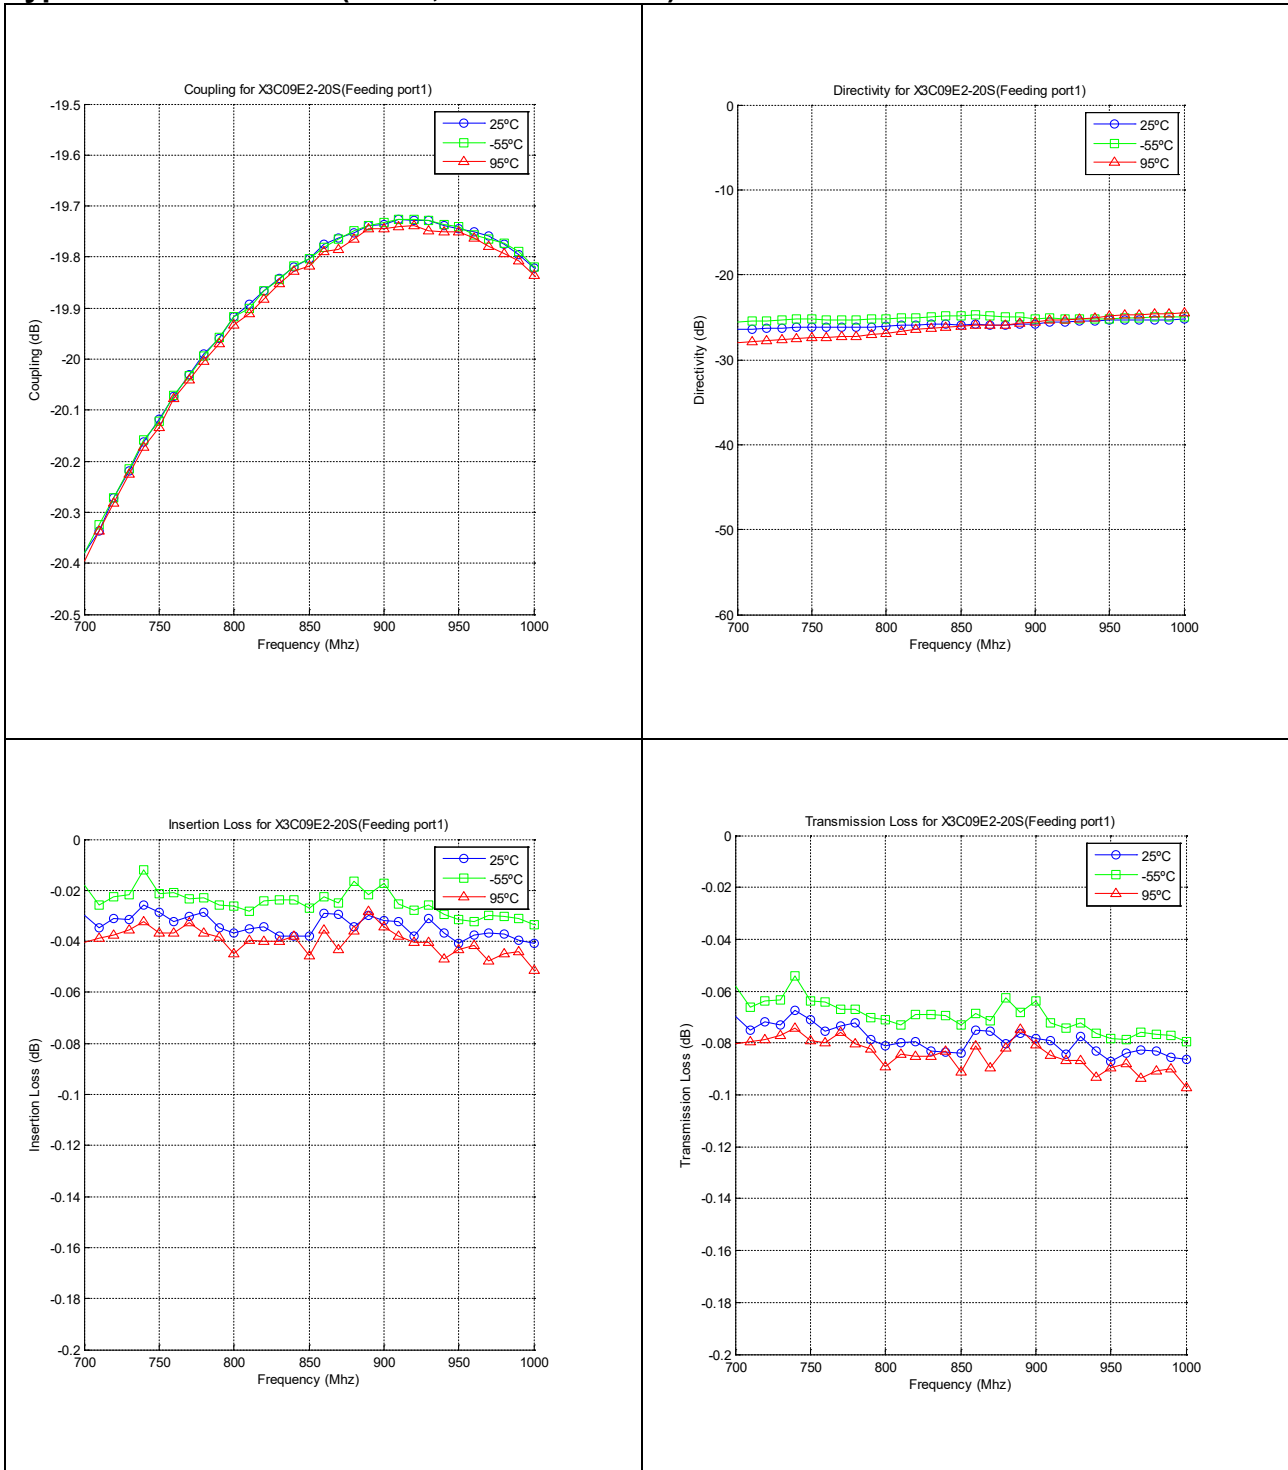 Coupling for X3C09E2-20S(Feeding port1)
-19.5
-19.6
-19.7
-19.8
-19.9
-20
-20.1
-20.2
-20.3
-20.4
-20.5
Coupling (dB)
25ºC
-55ºC
95ºC
700 750 800 850 900 950 1000
Frequency (Mhz)
Directivity for X3C09E2-20S(Feeding port1)
0
-10
-20
-30
-40
-50
-60
Directivity (dB)
25ºC
-55ºC
95ºC
700 750 800 850 900 950 1000
Frequency (Mhz)
Insertion Loss for X3C09E2-20S(Feeding port1)
0
-0.02
-0.04
-0.06
-0.08
-0.1
-0.12
-0.14
-0.16
-0.18
-0.2
Insertion Loss (dB)
25ºC
-55ºC
95ºC
700 750 800 850 900 950 1000
Frequency (Mhz)
Transmission Loss for X3C09E2-20S(Feeding port1)
0
-0.02
-0.04
-0.06
-0.08
-0.1
-0.12
-0.14
-0.16
-0.18
-0.2
Transmission Loss (dB)
25ºC
-55ºC
95ºC
700 750 800 850 900 950 1000
Frequency (Mhz)